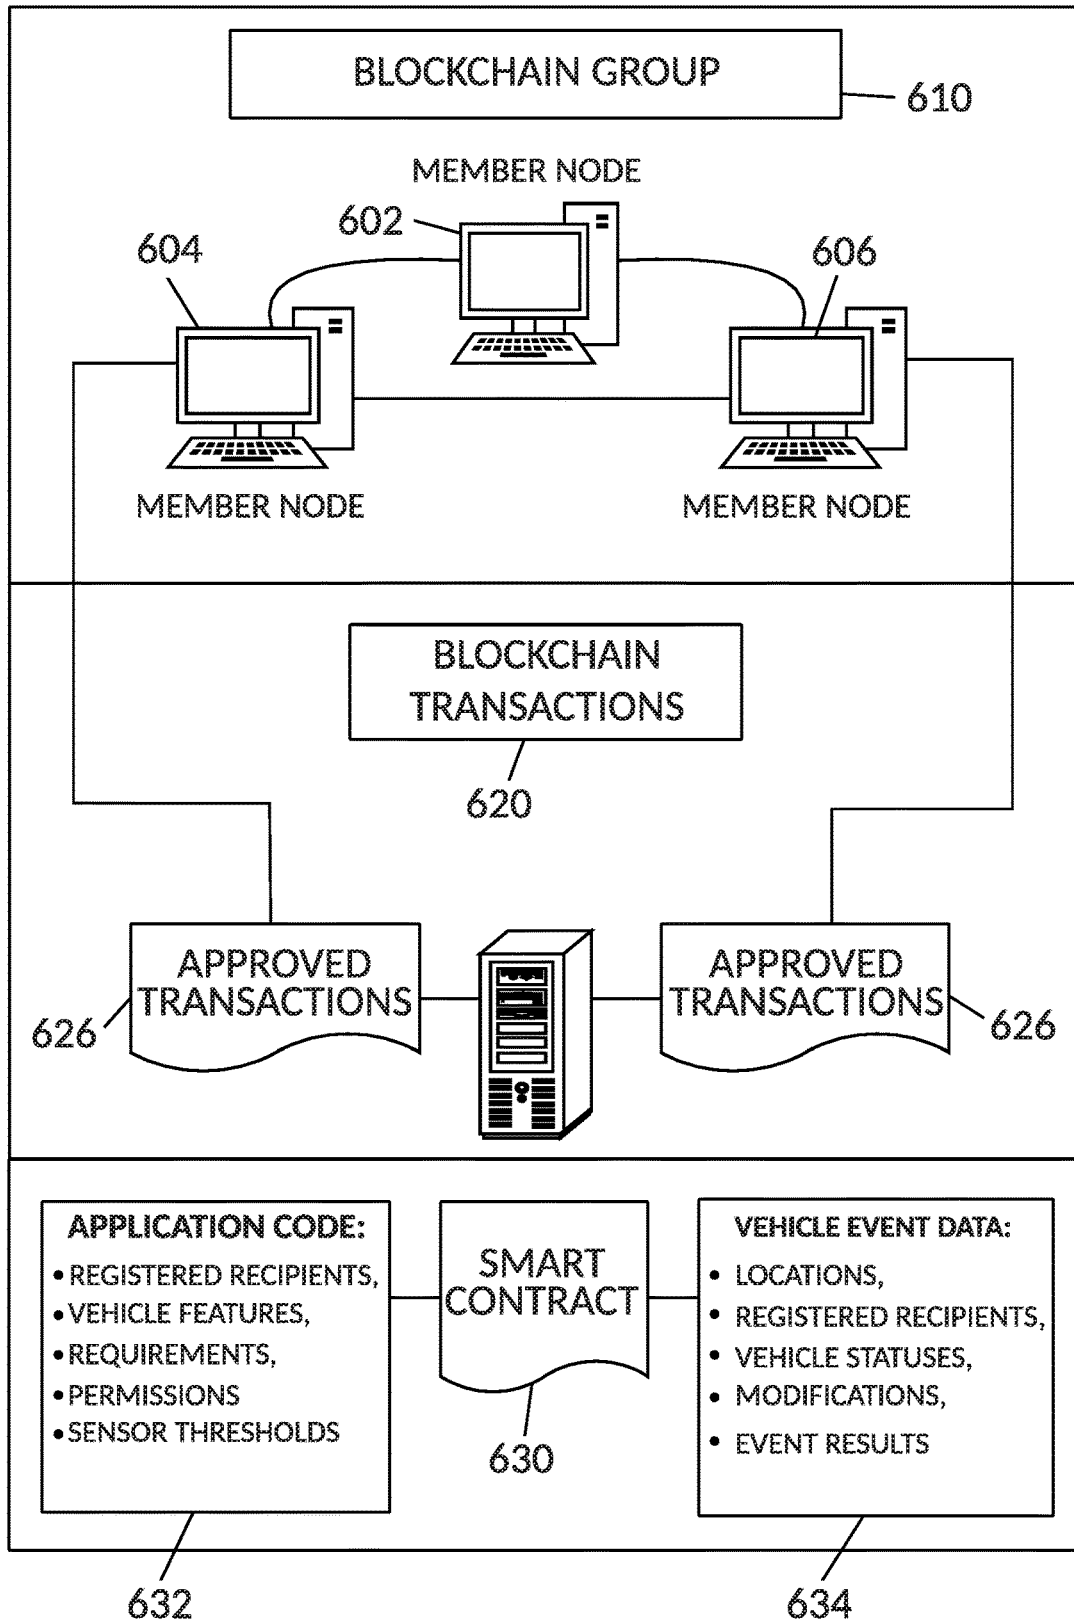 BLOCKCHAIN GROUP
610
MEMBER NODE
602
604
606
MEMBER NODE
MEMBER NODE
BLOCKCHAIN
TRANSACTIONS
620
APPROVED
TRANSACTIONS
626
APPROVED
TRANSACTIONS
626
APPLICATION CODE:
• REGISTERED RECIPIENTS,
• VEHICLE FEATURES,
• REQUIREMENTS,
• PERMISSIONS
• SENSOR THRESHOLDS
SMART
CONTRACT
630
VEHICLE EVENT DATA:
• LOCATIONS,
• REGISTERED RECIPIENTS,
• VEHICLE STATUSES,
• MODIFICATIONS,
• EVENT RESULTS
632
634